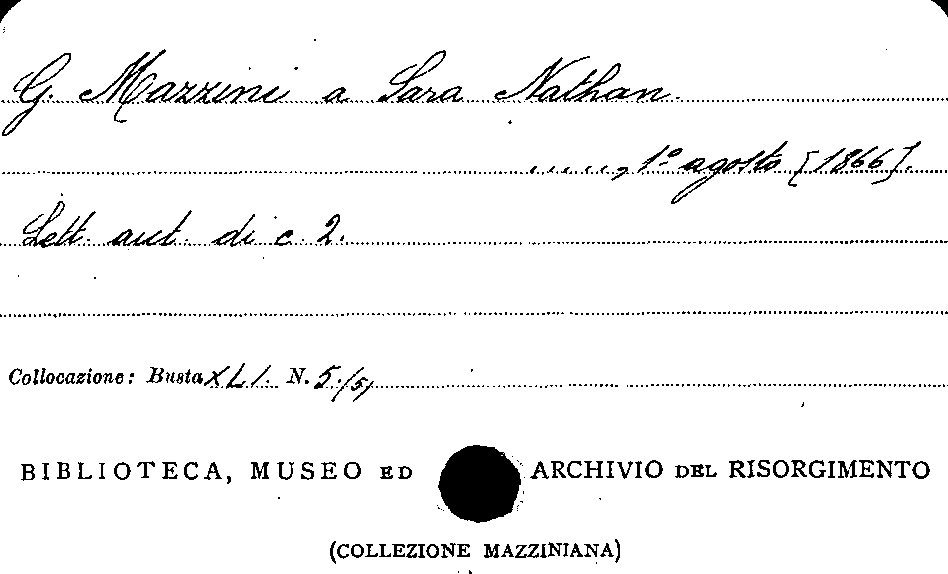 G. Mazzini a Sara Nathan.
....., 1º agosto [1866].
Lett. aut. di c. 2.
Collocazione: Busta XLI. N. 5./5,
BIBLIOTECA, MUSEO ED ARCHIVIO DEL RISORGIMENTO
(COLLEZIONE MAZZINIANA)